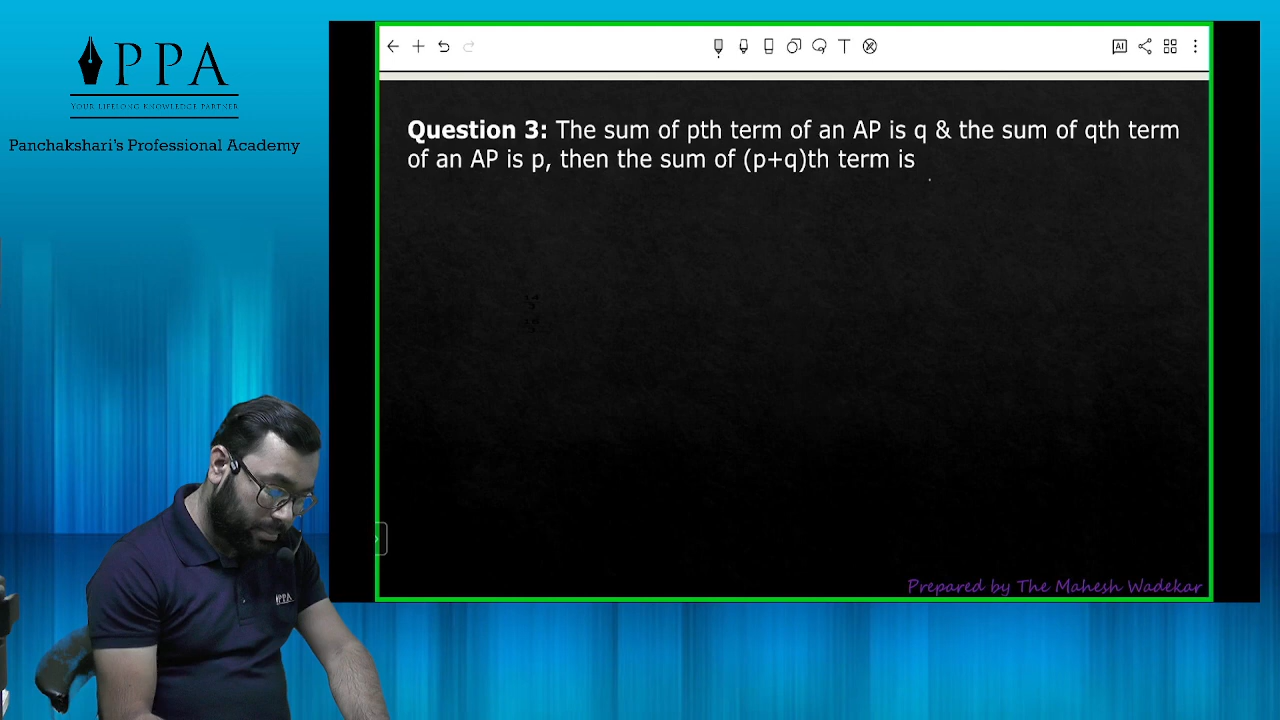 PPA
YOUR LIFELONG KNOWLEDGE PARTNER
Panchakshari's Professional Academy
AI
Question 3: The sum of pth term of an AP is q & the sum of qth term
of an AP is p, then the sum of (p+q)th term is
PPA
Prepared by The Mahesh Wadekar